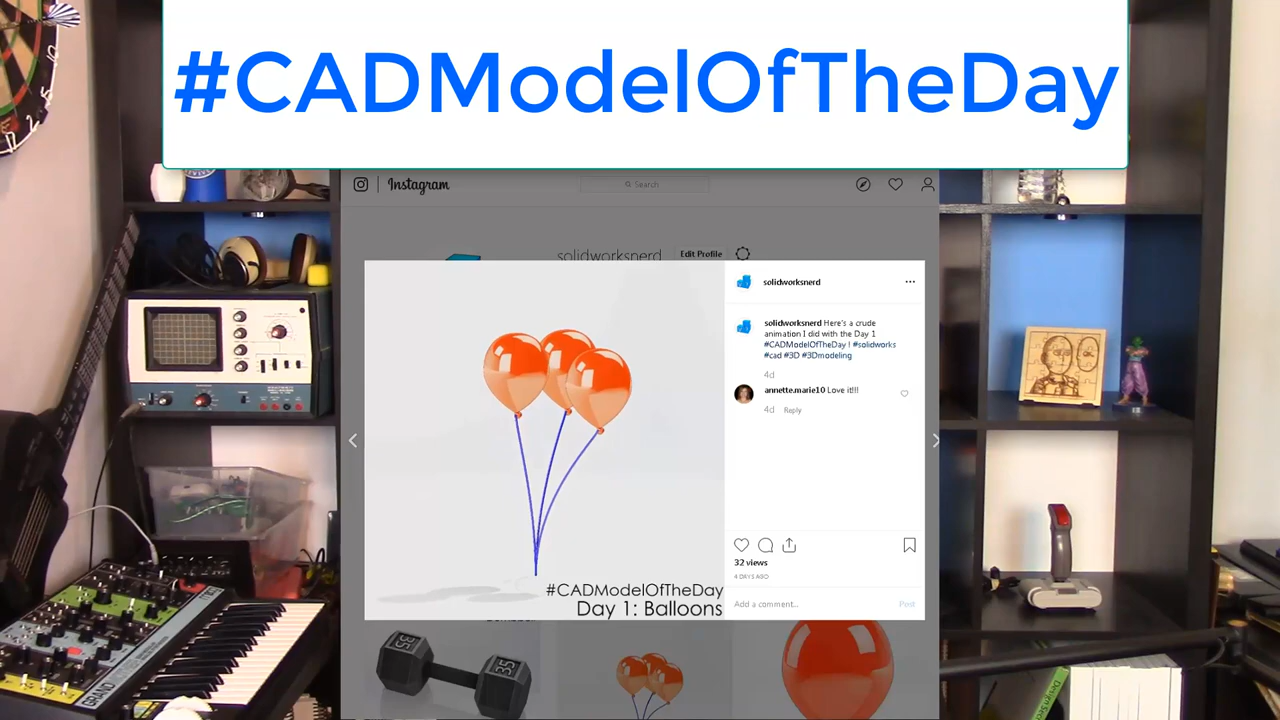 #CADModelOfTheDay
Instagram
Search
solidworksnerd
Edit Profile
solidworksnerd
solidworksnerd Here's a crude
animation I did with the Day 1
#CADModelOfTheDay ! #solidworks
#cad #3D #3Dmodeling
4d
annette.marie10 Love it!!!
4d Reply
32 views
4 DAYS AGO
Add a comment...
Post
#CADModelOfTheDay
Day 1: Balloons
35
35